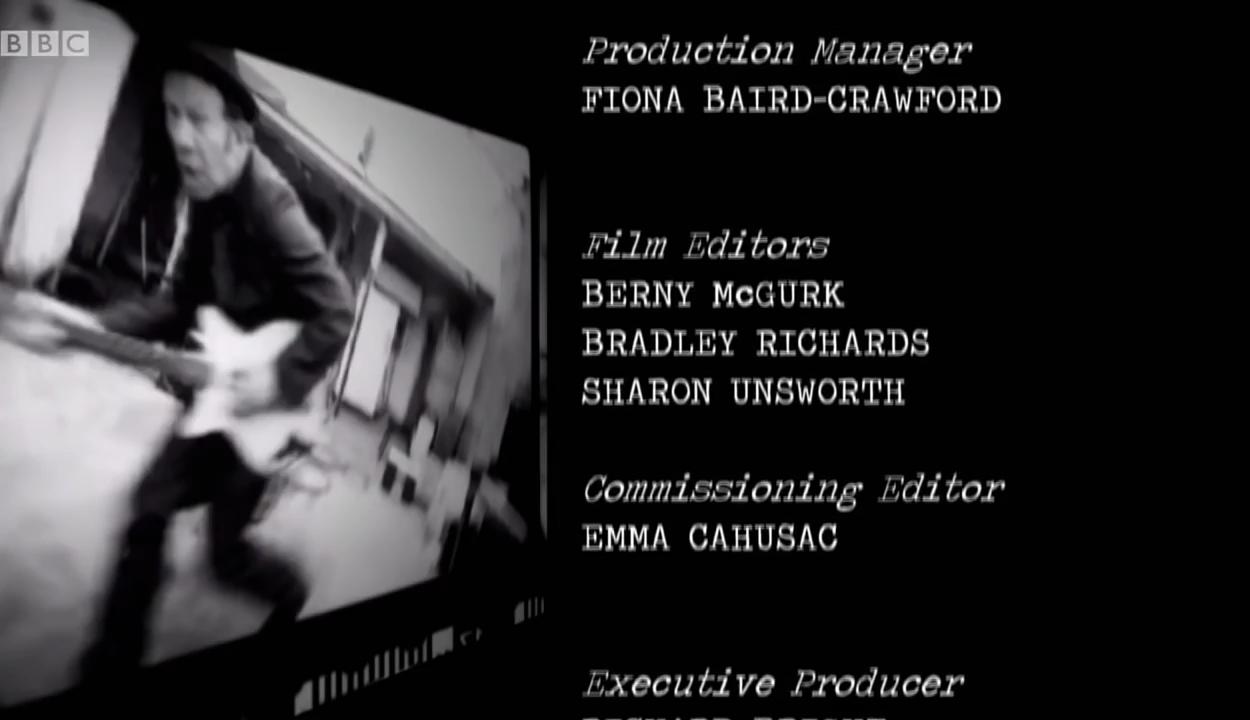 BBC
Production Manager
FIONA BAIRD-CRAWFORD
Film Editors
BERNY McGURK
BRADLEY RICHARDS
SHARON UNSWORTH
Commissioning Editor
EMMA CAHUSAC
Executive Producer